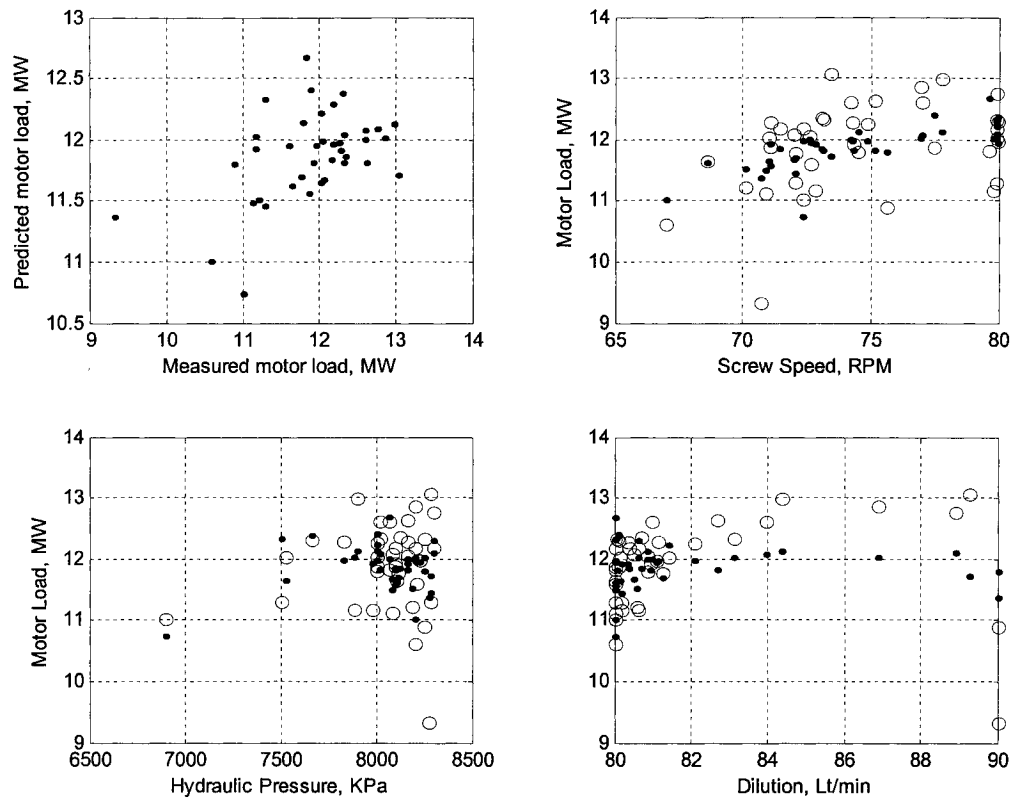 13
12.5
12
11.5
11
10.5
9 10 11 12 13 14
Predicted motor load, MW
Measured motor load, MW
14
13
12
11
10
9
65 70 75 80
Motor Load, MW
Screw Speed, RPM
14
13
12
11
10
9
6500 7000 7500 8000 8500
Motor Load, MW
Hydraulic Pressure, KPa
14
13
12
11
10
9
80 82 84 86 88 90
Dilution, Lt/min